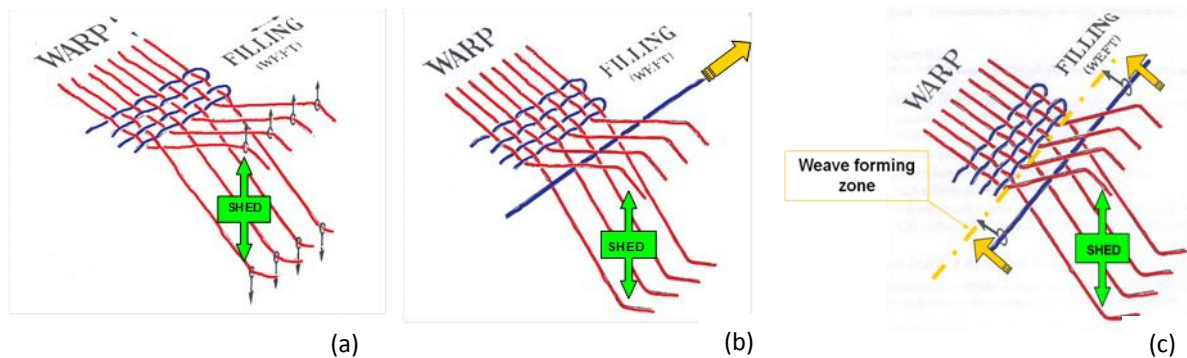 WARP
FILLING
(WEFT)
SHED
(a)
WARP
FILLING
(WEFT)
SHED
(b)
WARP
FILLING
(WEFT)
Weave forming
zone
SHED
(c)